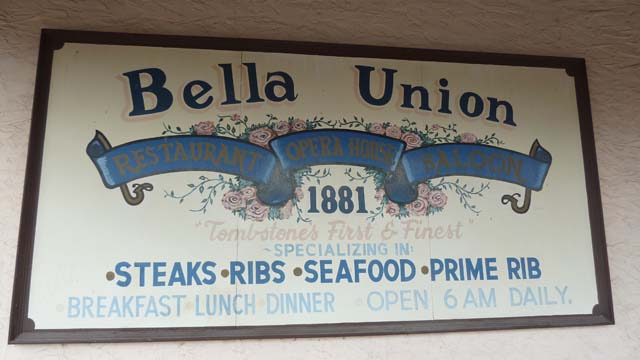 Bella Union
RESTAURANT OPERA HOUSE SALOON
1881
"Tombstone's First & Finest"
~SPECIALIZING IN:
•STEAKS •RIBS •SEAFOOD •PRIME RIB
•BREAKFAST •LUNCH •DINNER •OPEN 6 AM DAILY.